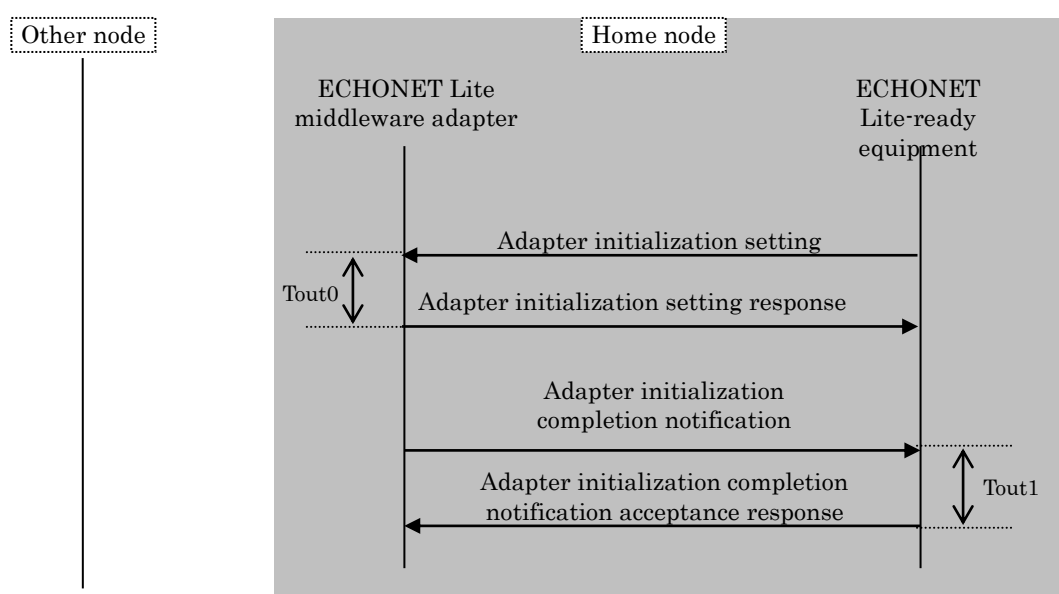 Other node
Home node
ECHONET Lite
middleware adapter
ECHONET
Lite-ready
equipment
Adapter initialization setting
Tout0
Adapter initialization setting response
Adapter initialization
completion notification
Adapter initialization completion
notification acceptance response
Tout1